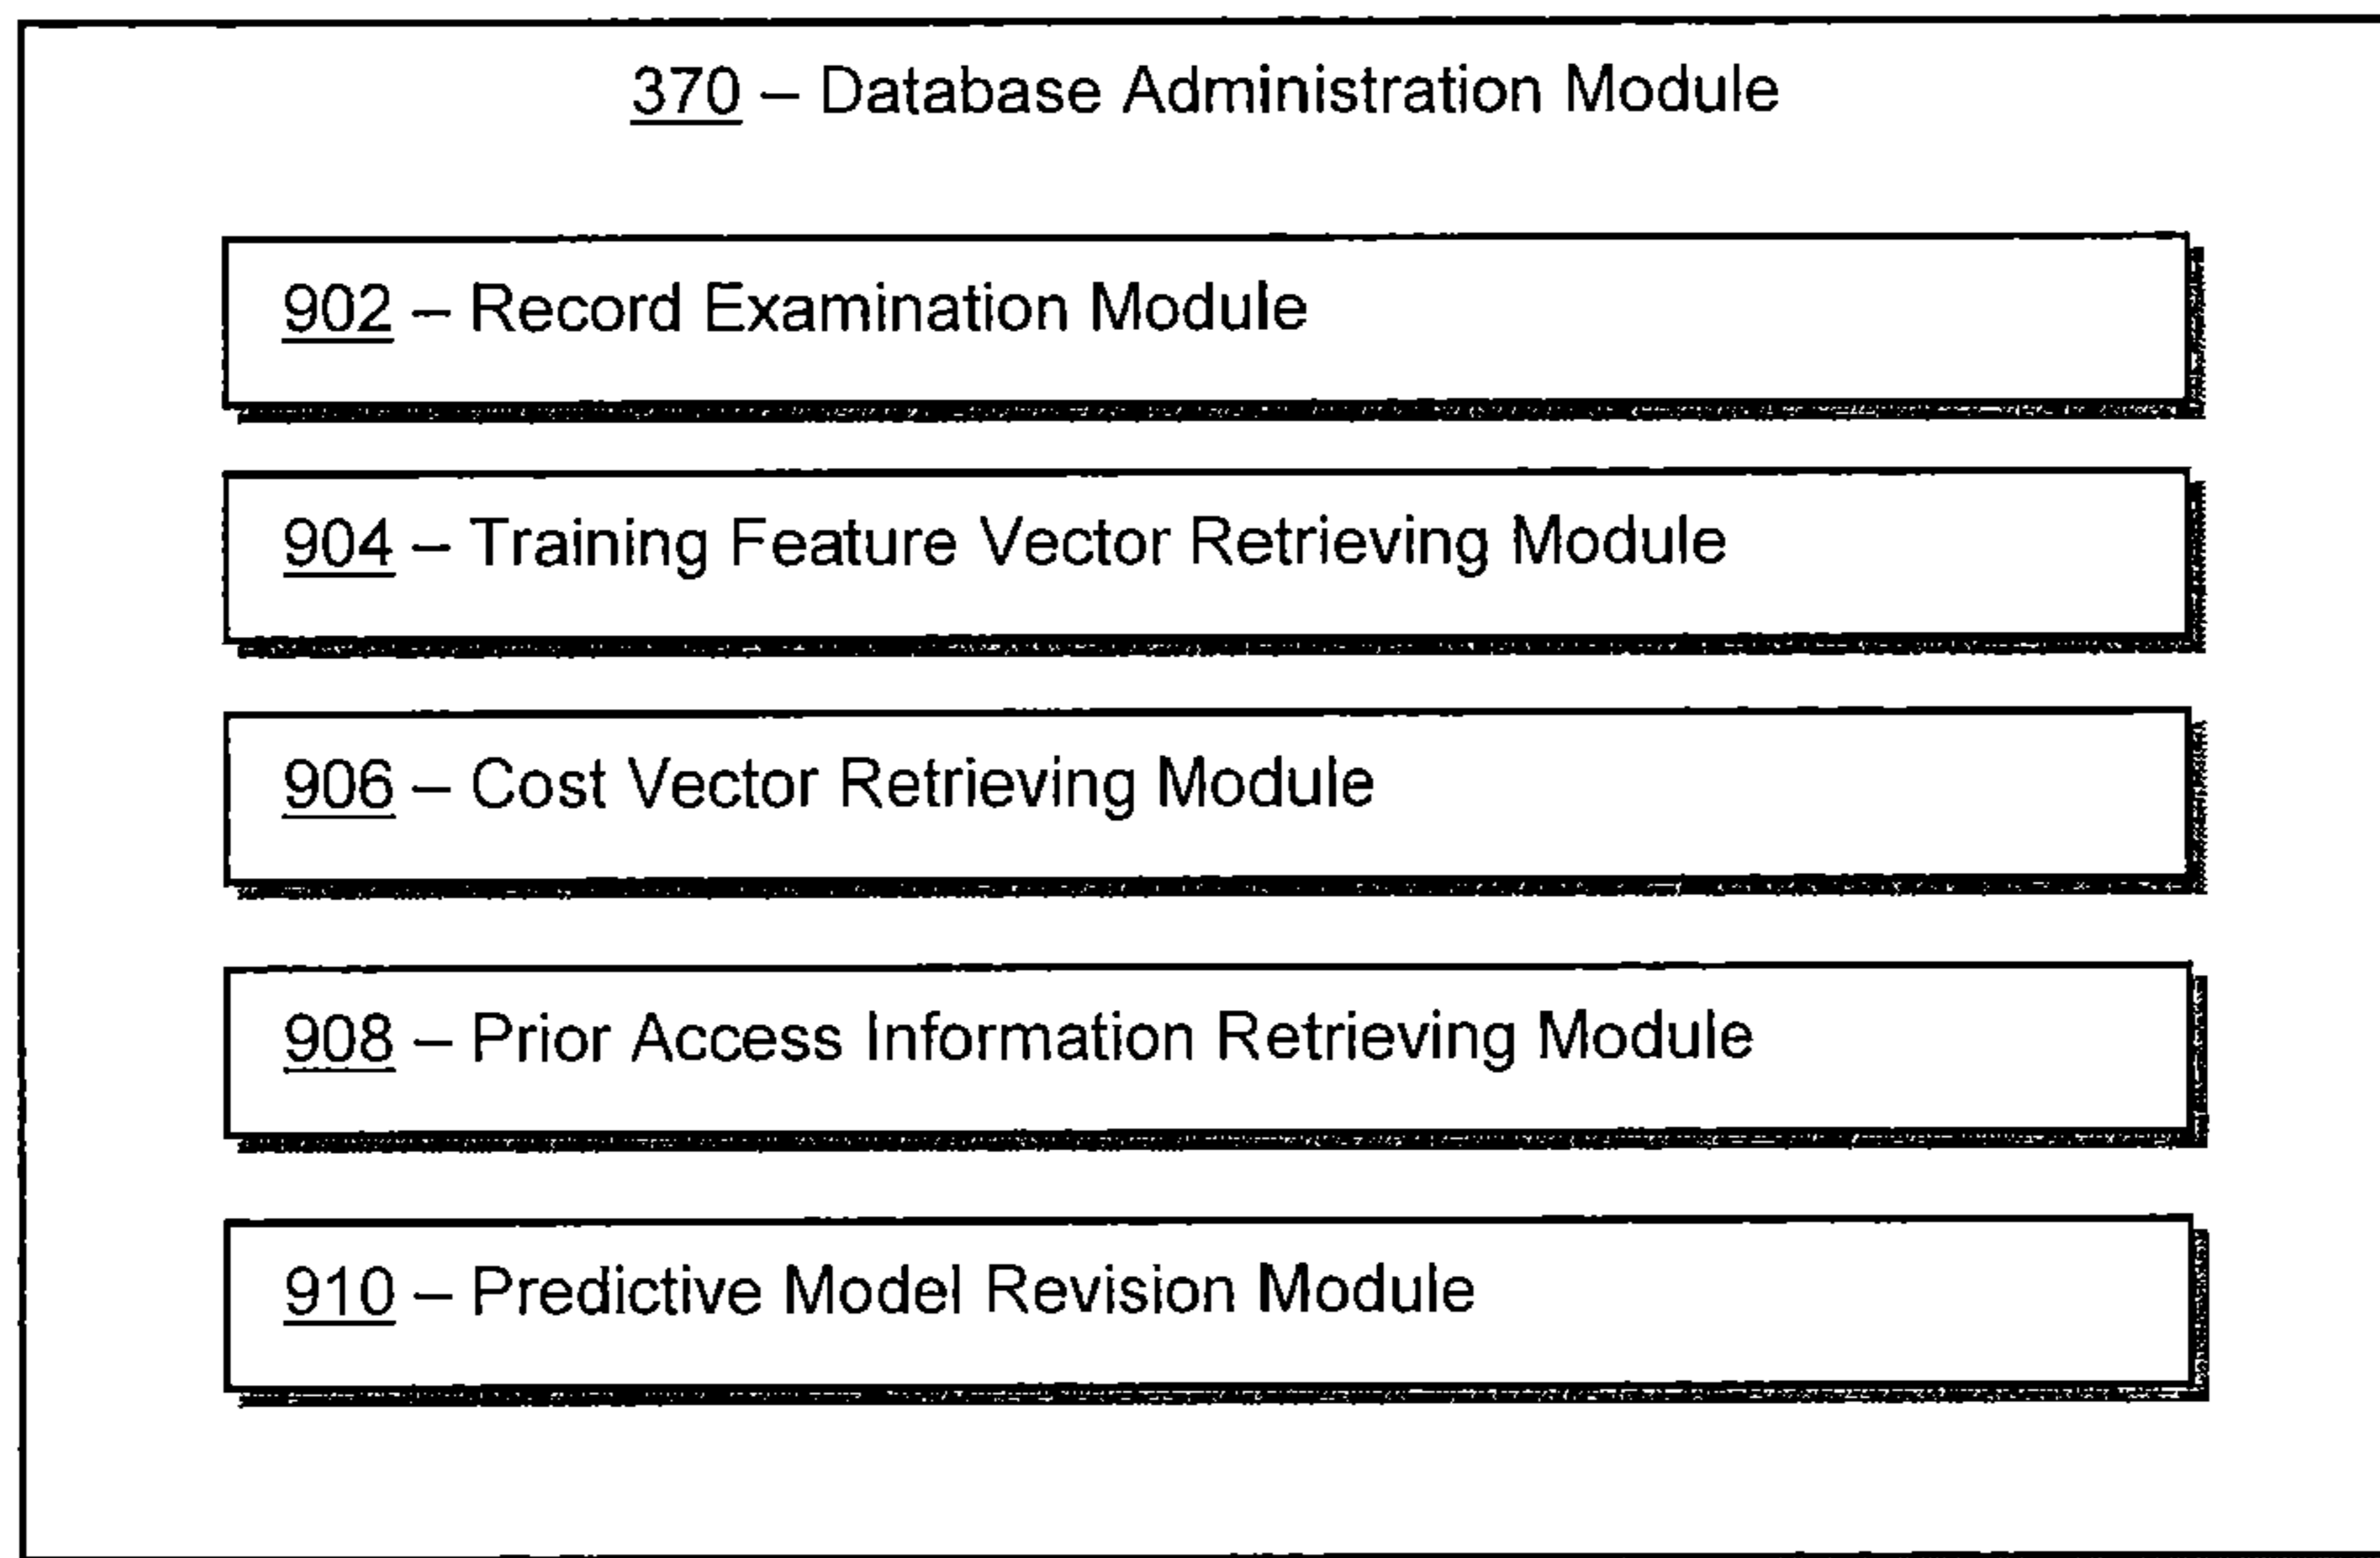 370 – Database Administration Module
902 – Record Examination Module
904 – Training Feature Vector Retrieving Module
906 – Cost Vector Retrieving Module
908 – Prior Access Information Retrieving Module
910 – Predictive Model Revision Module